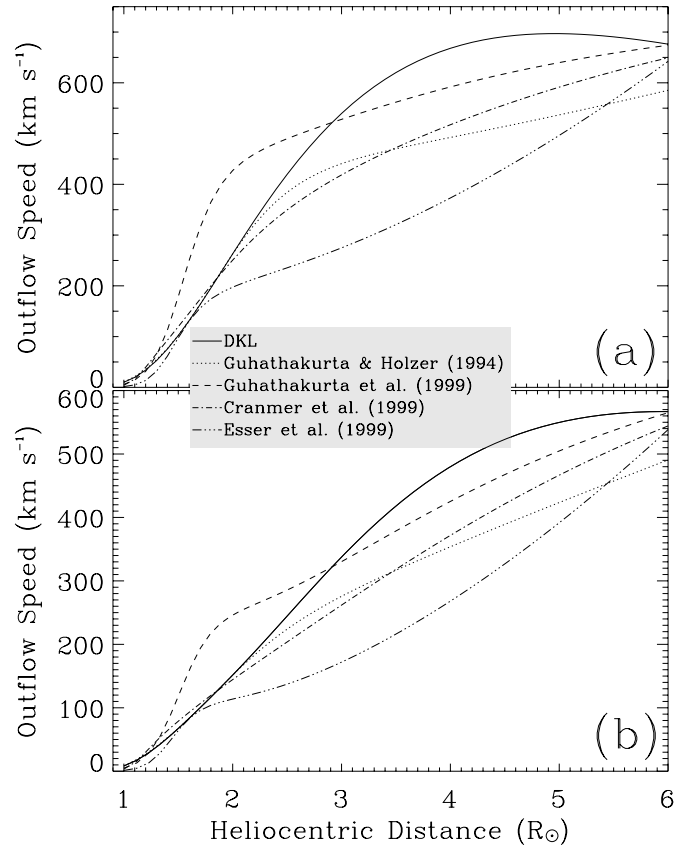 Outflow Speed (km s⁻¹)
600
400
200
0
(a)
DKL
Guhathakurta & Holzer (1994)
Guhathakurta et al. (1999)
Cranmer et al. (1999)
Esser et al. (1999)
Outflow Speed (km s⁻¹)
600
500
400
300
200
100
0
(b)
1 2 3 4 5 6
Heliocentric Distance (R☉)